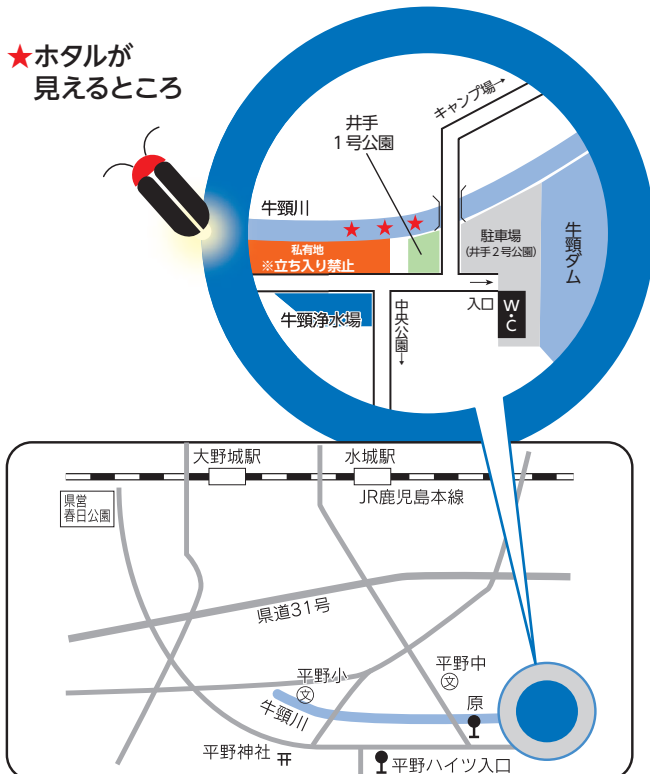 ★ホタルが
見えるところ
キャンプ場→
井手
1号公園
牛頸川
★ ★ ★
私有地
※立ち入り禁止
駐車場
(井手2号公園)
牛頸ダム
→
入口
W・C
牛頸浄水場
中央公園→
大野城駅
水城駅
JR鹿児島本線
県営
春日公園
県道31号
平野小
文
平野中
文
牛頸川
原
平野神社
平野ハイツ入口